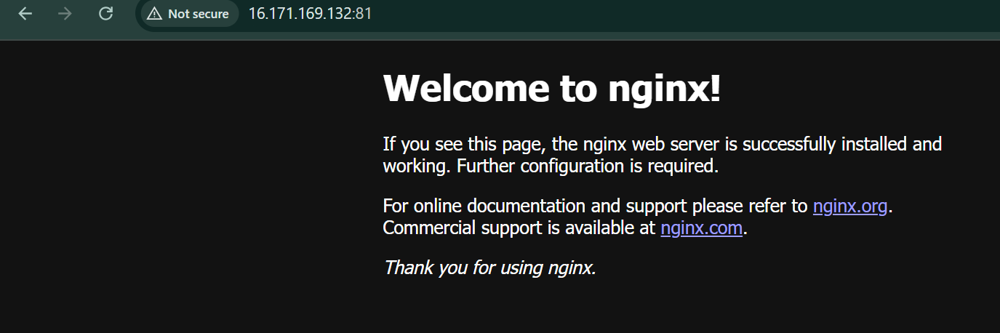 Not secure 16.171.169.132:81
Welcome to nginx!
If you see this page, the nginx web server is successfully installed and
working. Further configuration is required.
For online documentation and support please refer to nginx.org.
Commercial support is available at nginx.com.
Thank you for using nginx.